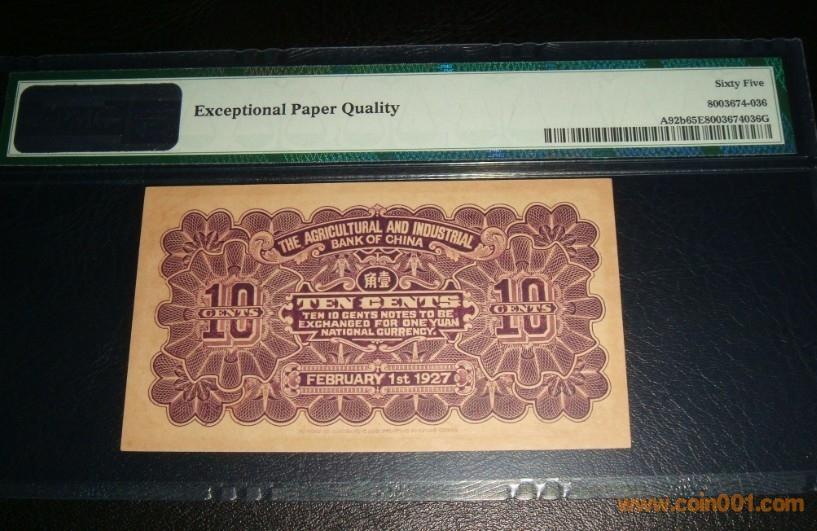 Exceptional Paper Quality
Sixty Five
8003674-036
A92b65E8003674036G
THE AGRICULTURAL AND INDUSTRIAL
BANK OF CHINA
角壹
10
CENTS
10
CENTS
TEN CENTS
TEN 10 CENTS NOTES TO BE
EXCHANGED FOR ONE YUAN
NATIONAL CURRENCY.
FEBRUARY 1st 1927
www.coin001.com